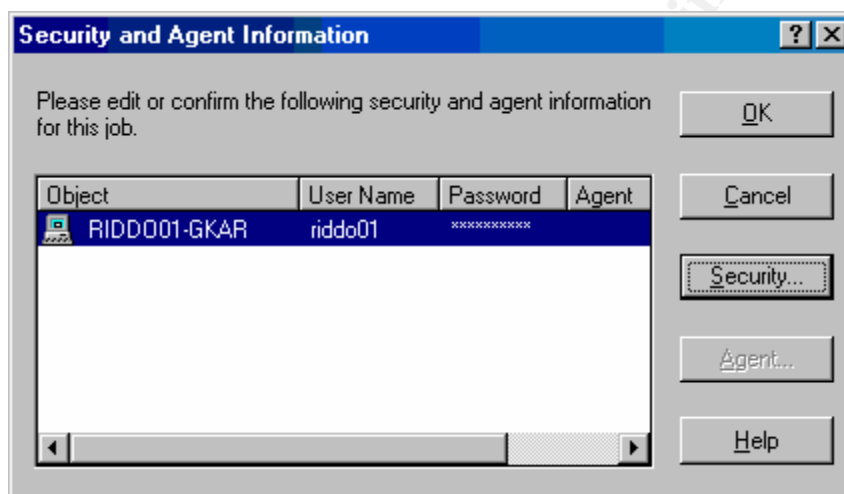 Security and Agent Information
Please edit or confirm the following security and agent information
for this job.
OK
Cancel
Security...
Agent...
Help
Object User Name Password Agent
RIDDO01-GKAR riddo01 **********